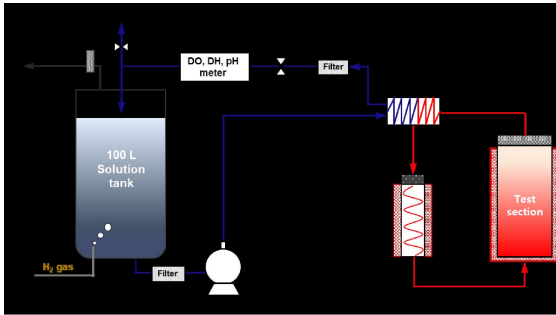 DO, DH, pH
meter
Filter
100 L
Solution
tank
Test
section
H₂ gas
Filter